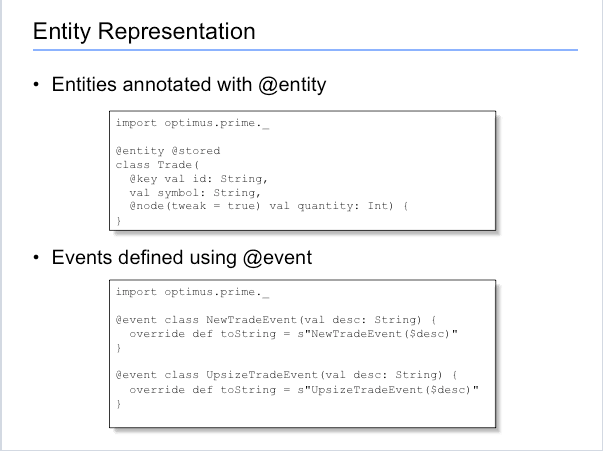 Entity Representation
• Entities annotated with @entity
import optimus.prime._
@entity @stored
class Trade(
  @key val id: String,
  val symbol: String,
  @node(tweak = true) val quantity: Int) {
}
• Events defined using @event
import optimus.prime._
@event class NewTradeEvent(val desc: String) {
  override def toString = s"NewTradeEvent($desc)"
}
@event class UpsizeTradeEvent(val desc: String) {
  override def toString = s"UpsizeTradeEvent($desc)"
}